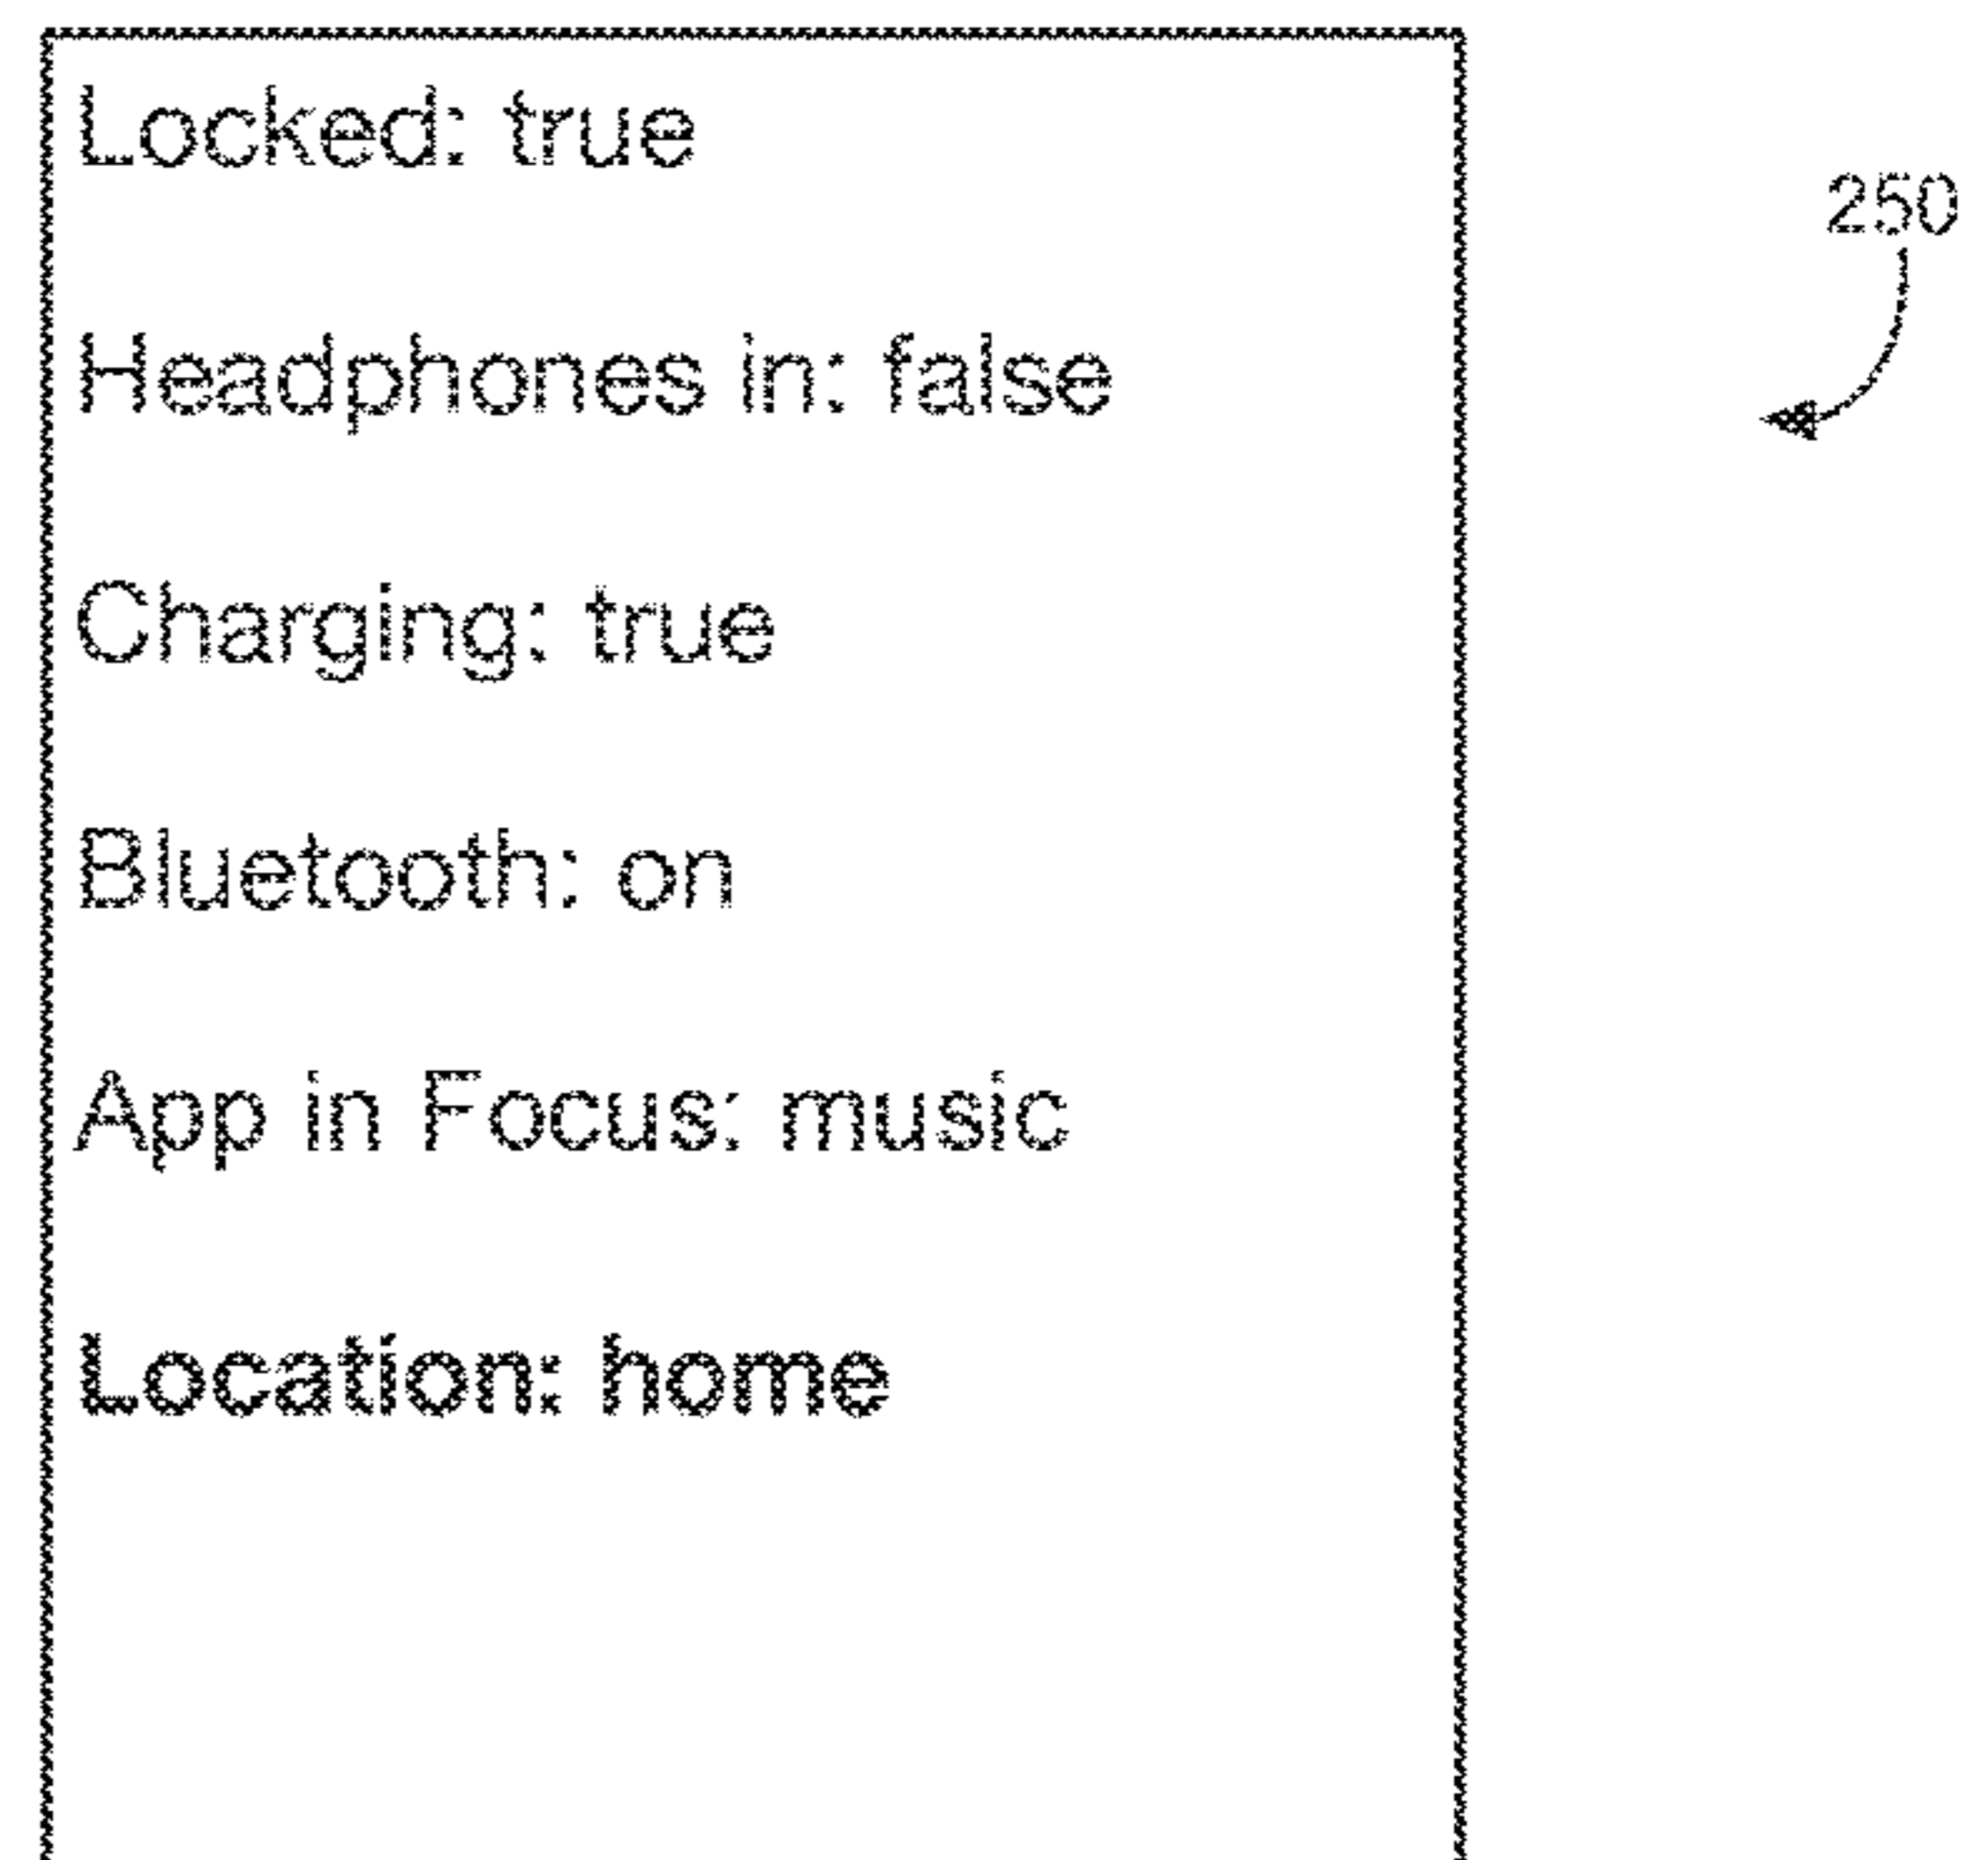 Locked: true
250
Headphones in: false
Charging: true
Bluetooth: on
App in Focus: music
Location: home